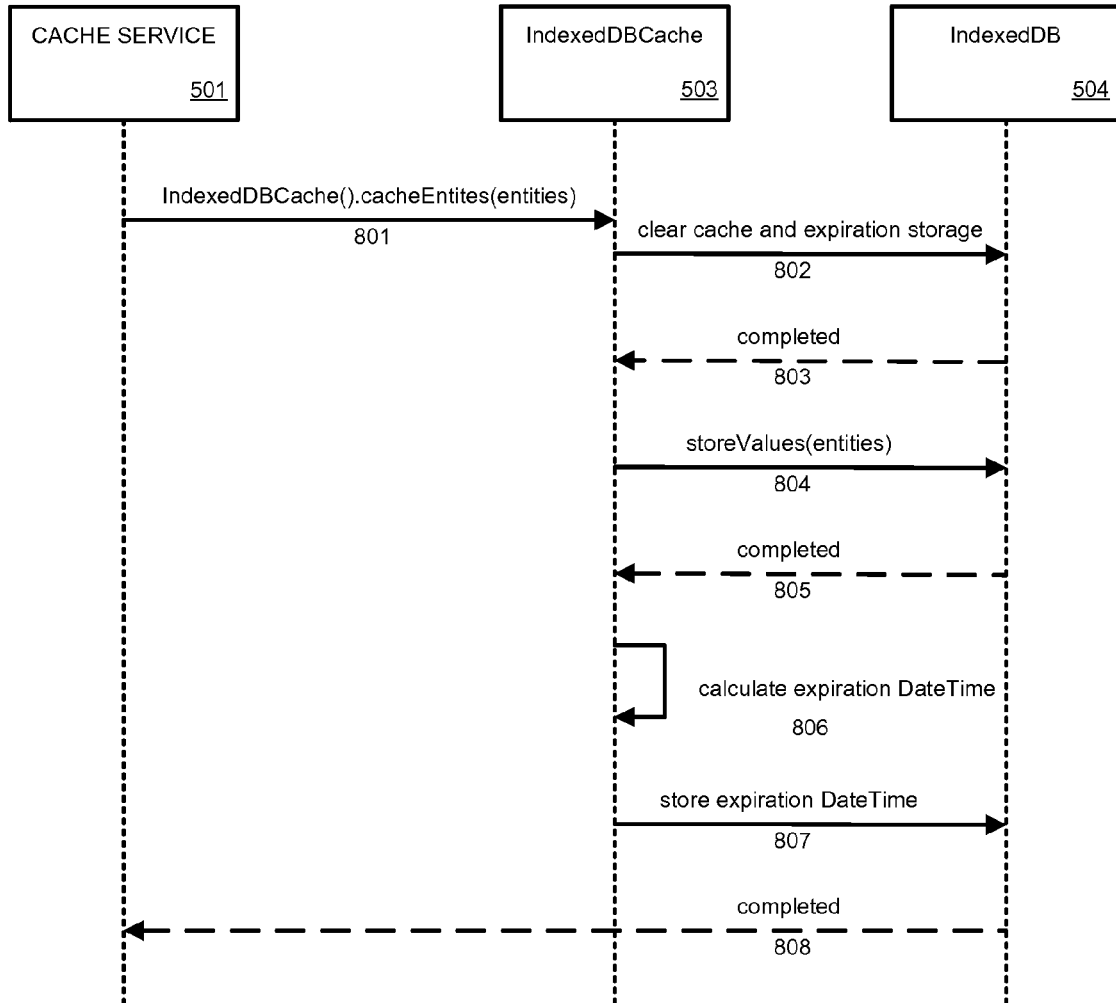 CACHE SERVICE
501
IndexedDBCache
503
IndexedDB
504
IndexedDBCache().cacheEntites(entities)
801
clear cache and expiration storage
802
completed
803
storeValues(entities)
804
completed
805
calculate expiration DateTime
806
store expiration DateTime
807
completed
808